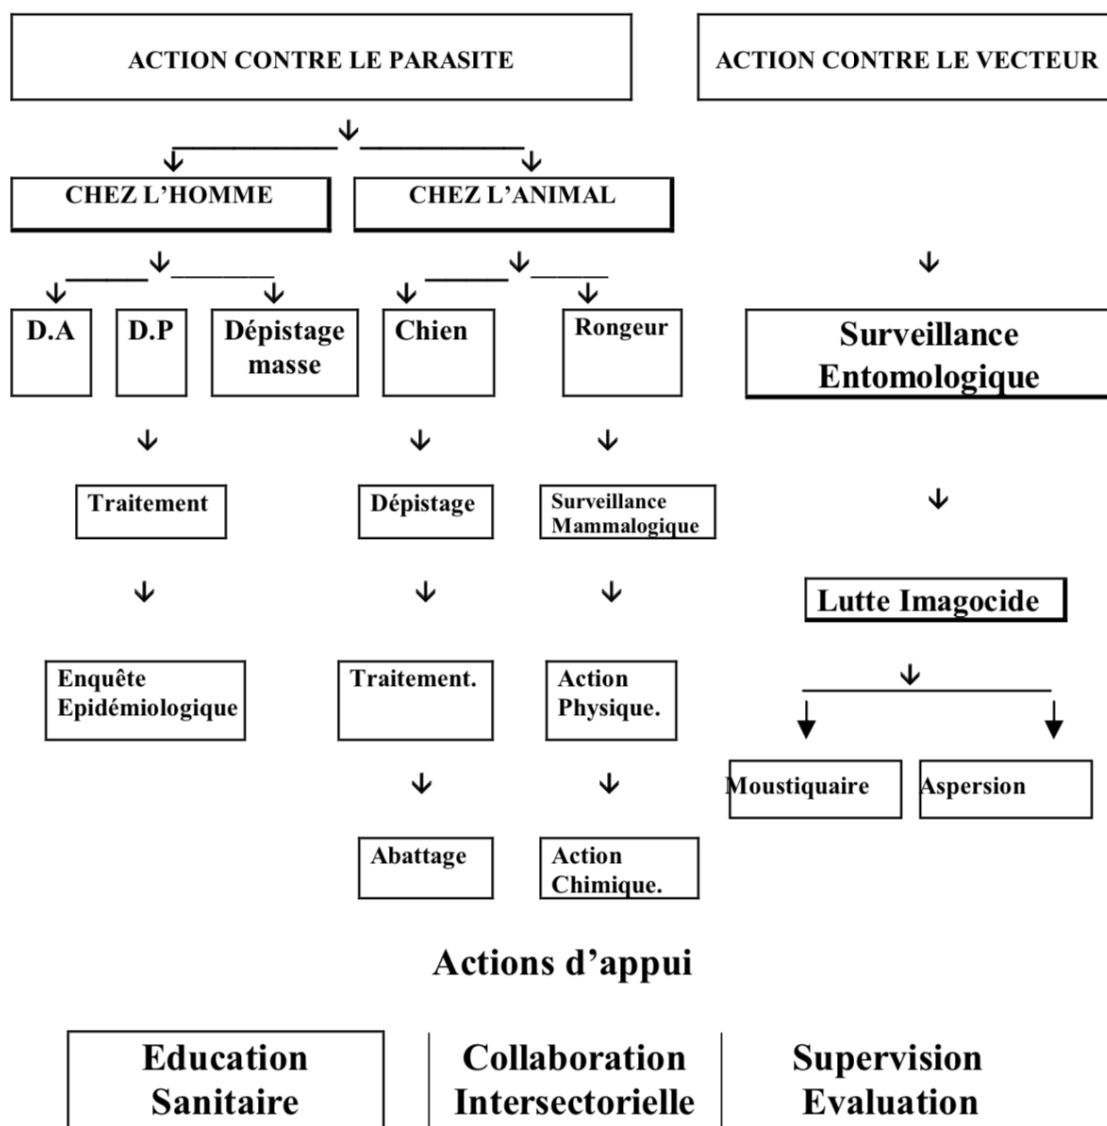 ACTION CONTRE LE PARASITE
ACTION CONTRE LE VECTEUR
CHEZ L’HOMME
CHEZ L’ANIMAL
D.A
D.P
Dépistage
masse
Chien
Rongeur
Surveillance
Entomologique
Traitement
Dépistage
Surveillance
Mammalogique
Lutte Imagocide
Enquête
Epidémiologique
Traitement.
Action
Physique.
Moustiquaire
Aspersion
Abattage
Action
Chimique.
Actions d’appui
Education
Sanitaire
Collaboration
Intersectorielle
Supervision
Evaluation